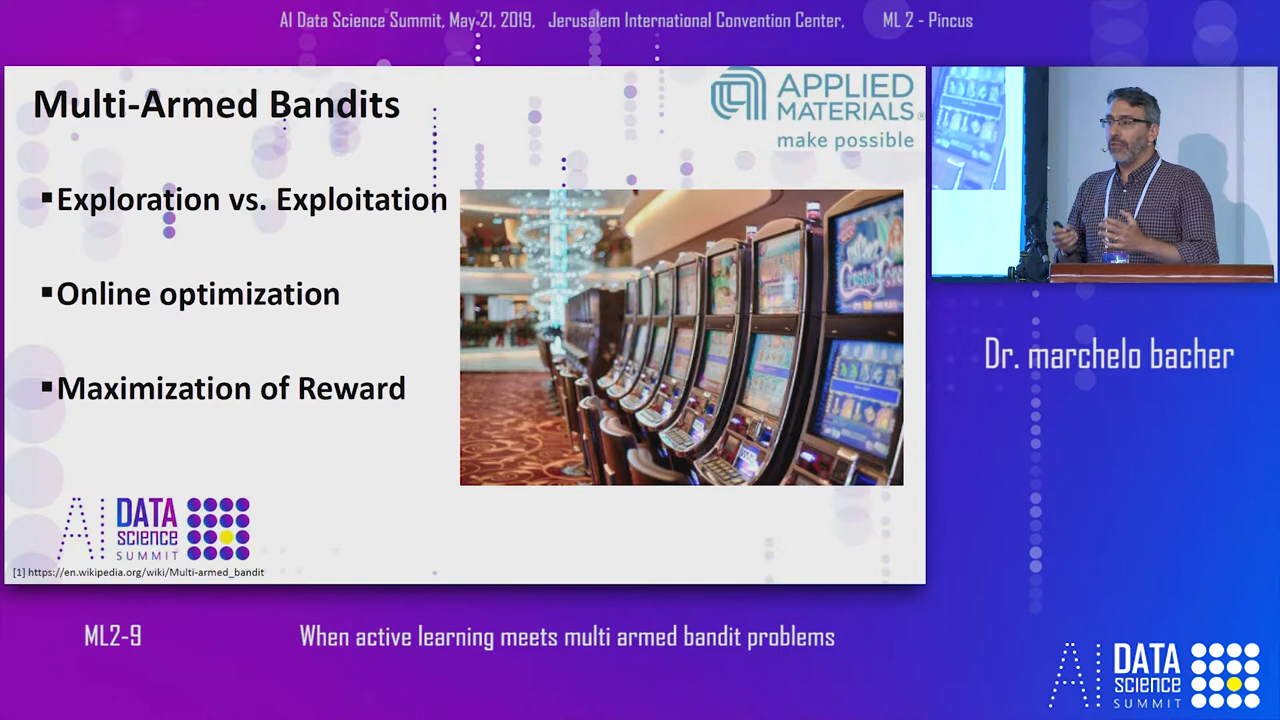 AI Data Science Summit, May 21, 2019, Jerusalem International Convention Center, ML 2 - Pincus
Multi-Armed Bandits
APPLIED
MATERIALS®
make possible
▪Exploration vs. Exploitation
▪Online optimization
▪Maximization of Reward
AI DATA
science
SUMMIT
[1] https://en.wikipedia.org/wiki/Multi-armed_bandit
Dr. marchelo bacher
ML2-9 When active learning meets multi armed bandit problems
AI DATA
science
SUMMIT